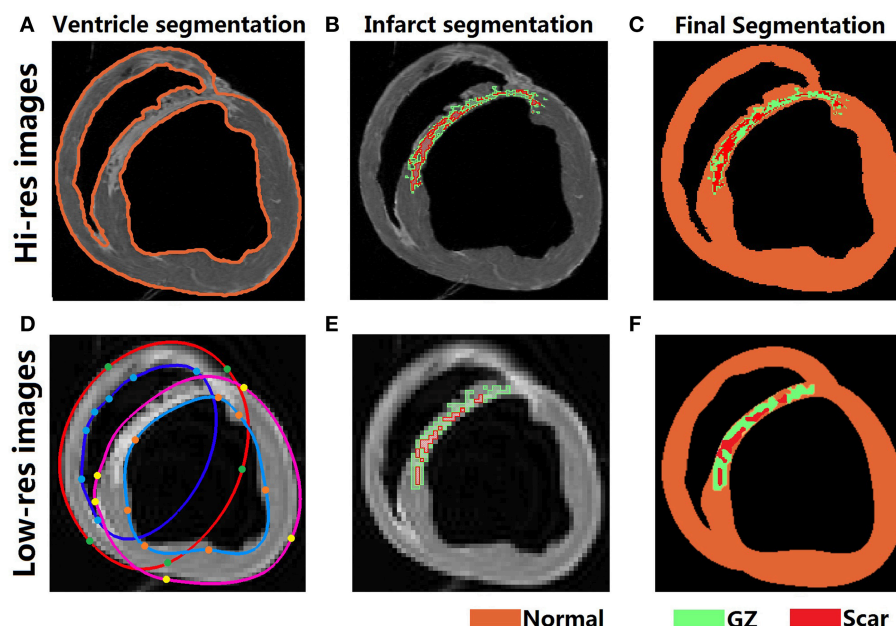 A Ventricle segmentation
B Infarct segmentation
C Final Segmentation
Hi-res images
D
E
F
Low-res images
Normal
GZ
Scar